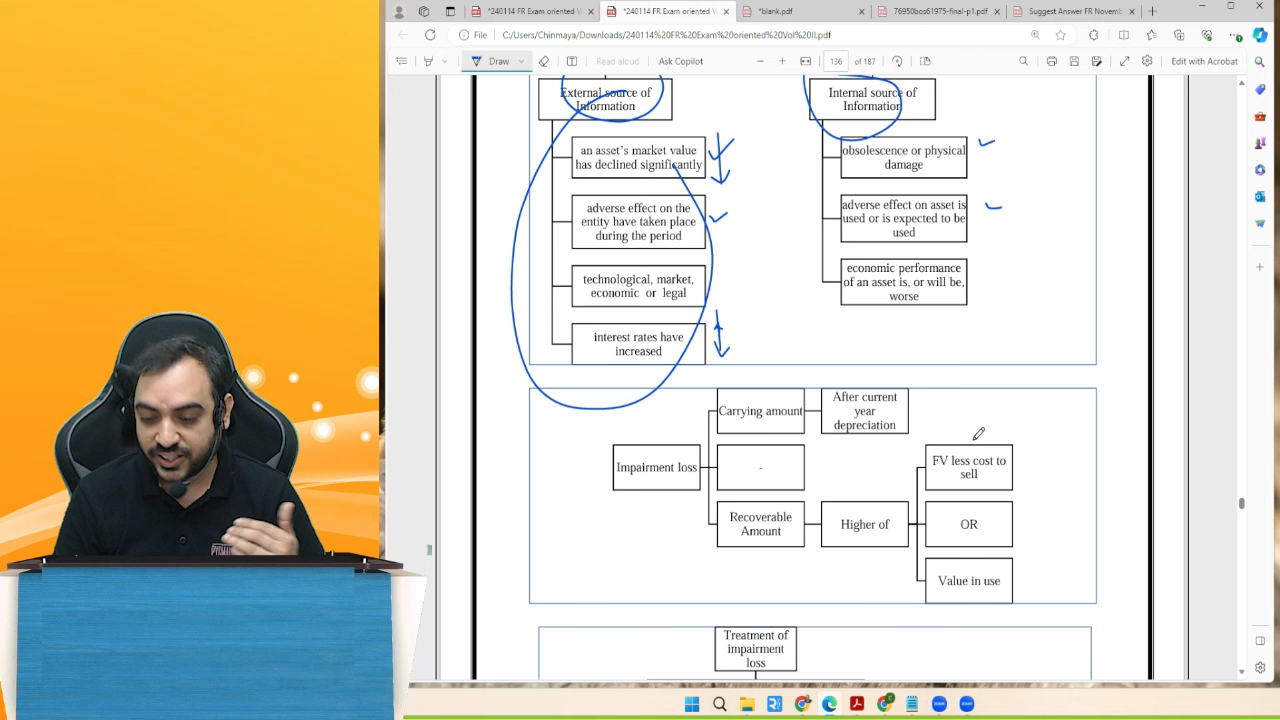 *240114 FR Exam oriented V
*240114 FR Exam oriented V
*blank.pdf
76950bos61975-final-p1.pdf
Suggest Answer FR Novemb
File
C:/Users/Chinmaya/Downloads/240114%20FR%20Exam%20oriented%20Vol%20II.pdf
Draw
Read aloud
Ask Copilot
136
of 187
Edit with Acrobat
External source of
Information
an asset's market value
has declined significantly
adverse effect on the
entity have taken place
during the period
technological, market,
economic or legal
interest rates have
increased
Internal source of
Information
obsolescence or physical
damage
adverse effect on asset is
used or is expected to be
used
economic performance
of an asset is, or will be,
worse
Impairment loss
Carrying amount
After current
year
depreciation
-
Recoverable
Amount
Higher of
FV less cost to
sell
OR
Value in use
Treatment of
impairment
loss